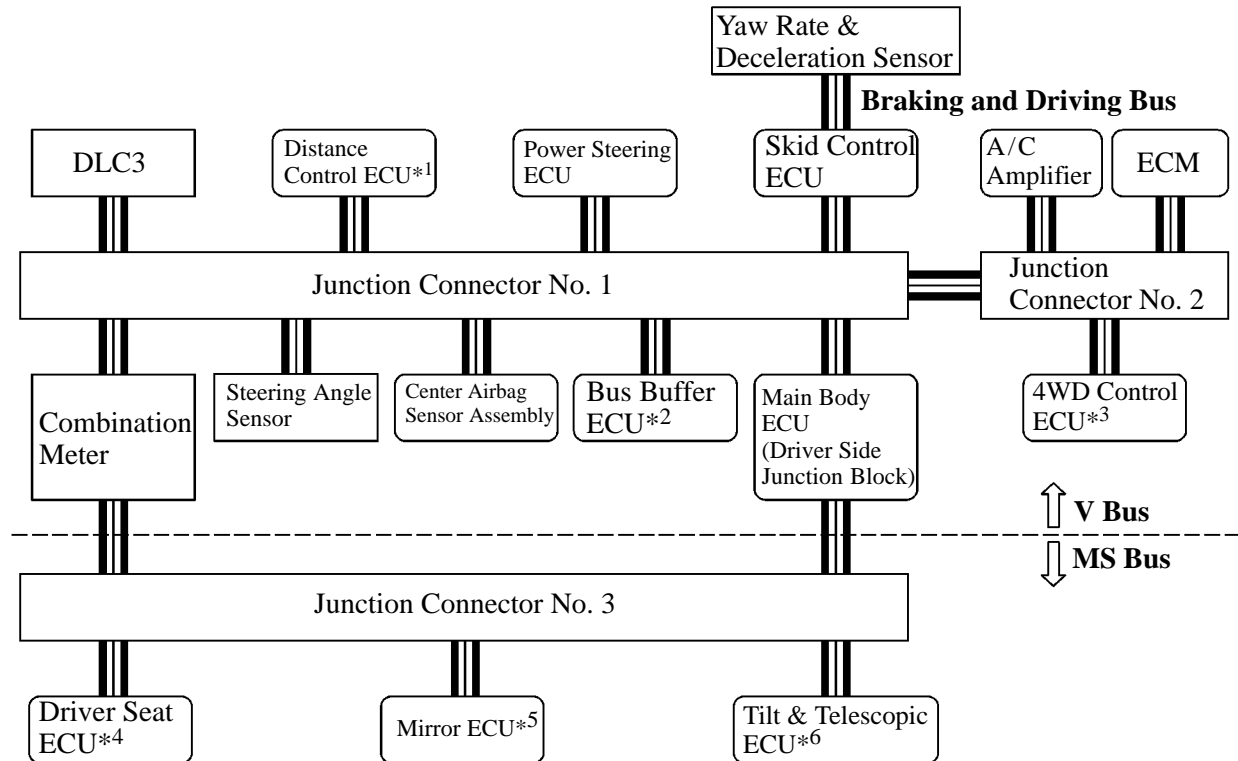 Yaw Rate &
Deceleration Sensor
Braking and Driving Bus
DLC3
Distance
Control ECU*1
Power Steering
ECU
Skid Control
ECU
A/C
Amplifier
ECM
Junction Connector No. 1
Junction
Connector No. 2
Combination
Meter
Steering Angle
Sensor
Center Airbag
Sensor Assembly
Bus Buffer
ECU*2
Main Body
ECU
(Driver Side
Junction Block)
4WD Control
ECU*3
V Bus
MS Bus
Junction Connector No. 3
Driver Seat
ECU*4
Mirror ECU*5
Tilt & Telescopic
ECU*6